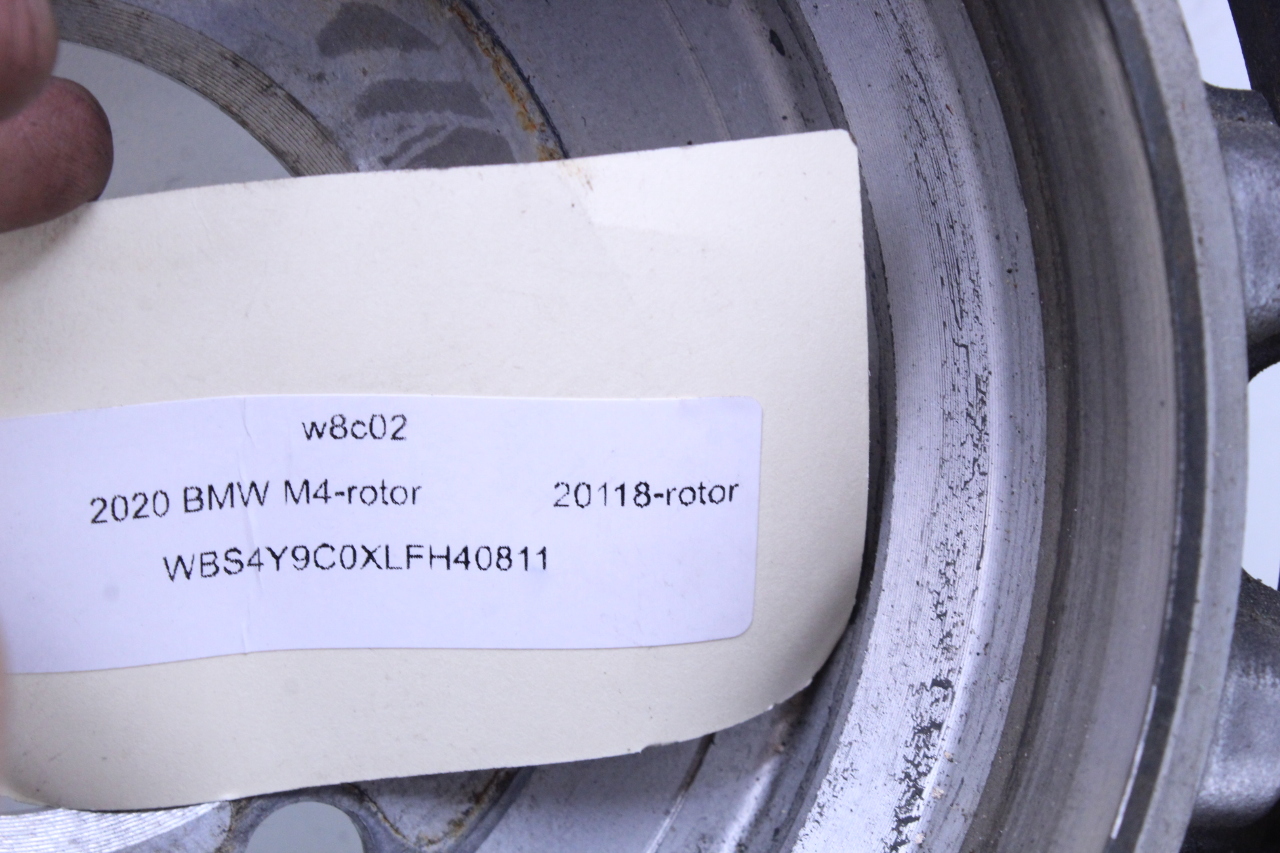 w8c02
2020 BMW M4-rotor 20118-rotor
WBS4Y9C0XLFH40811